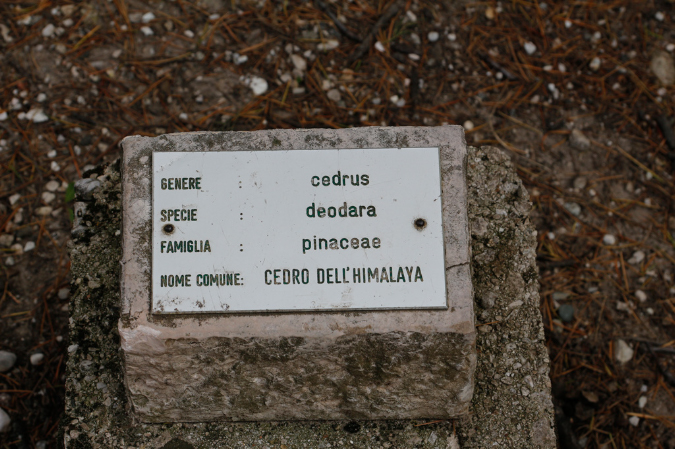 GENERE : cedrus
SPECIE : deodara
FAMIGLIA : pinaceae
NOME COMUNE: CEDRO DELL'HIMALAYA